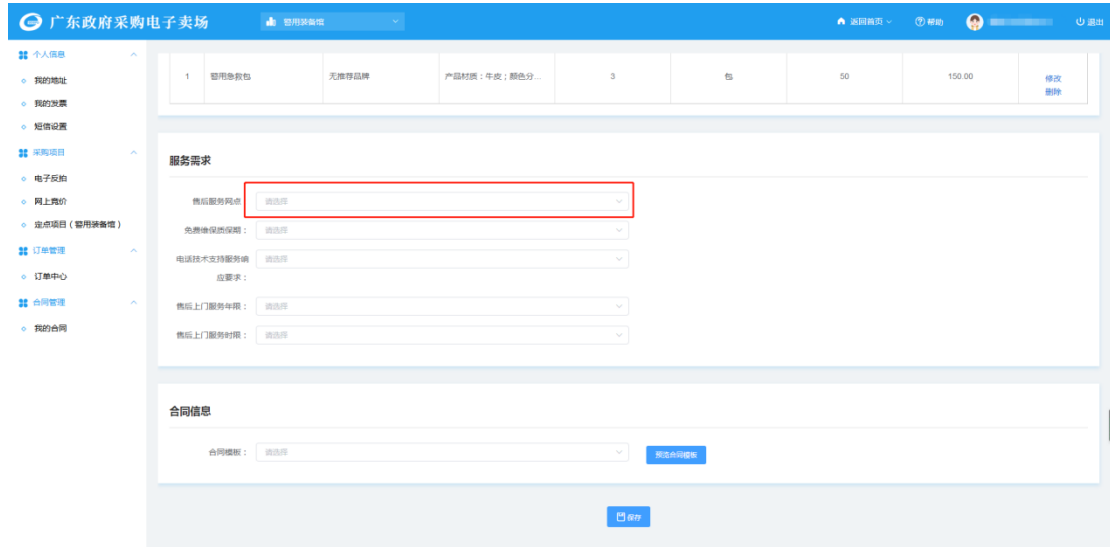 广东政府采购电子卖场
警用装备馆
返回首页
帮助
退出
个人信息
我的地址
我的发票
短信设置
采购项目
电子反拍
网上竞价
定点项目（警用装备馆）
订单管理
订单中心
合同管理
我的合同
1 警用急救包 无推荐品牌 产品材质：牛皮；颜色分... 3 包 50 150.00 修改
删除
服务需求
售后服务网点 请选择
免费维保质保期： 请选择
电话技术支持服务响 请选择
应要求：
售后上门服务年限： 请选择
售后上门服务时限： 请选择
合同信息
合同模板： 请选择 预览合同模板
保存